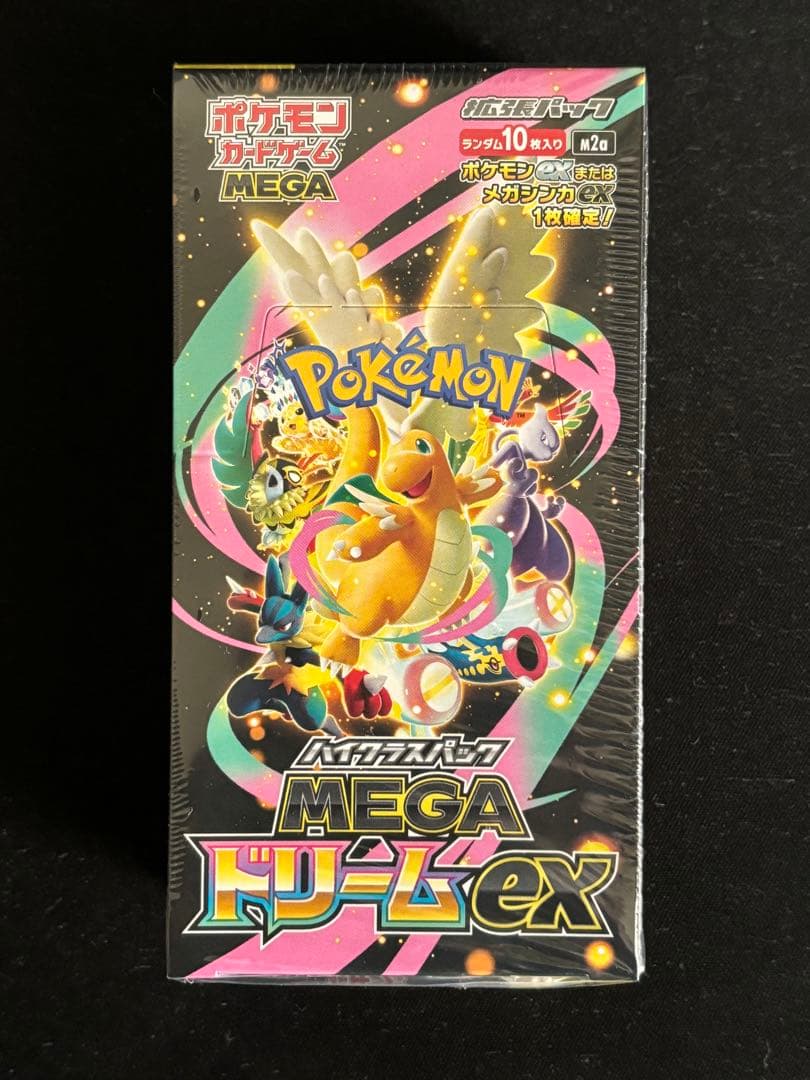 ポケモン
カードゲーム™
MEGA
拡張パック
ランダム10枚入り M2a
ポケモンexまたは
メガシンカex
1枚確定!
POKéMON™
ハイクラスパック
MEGA
ドリームex